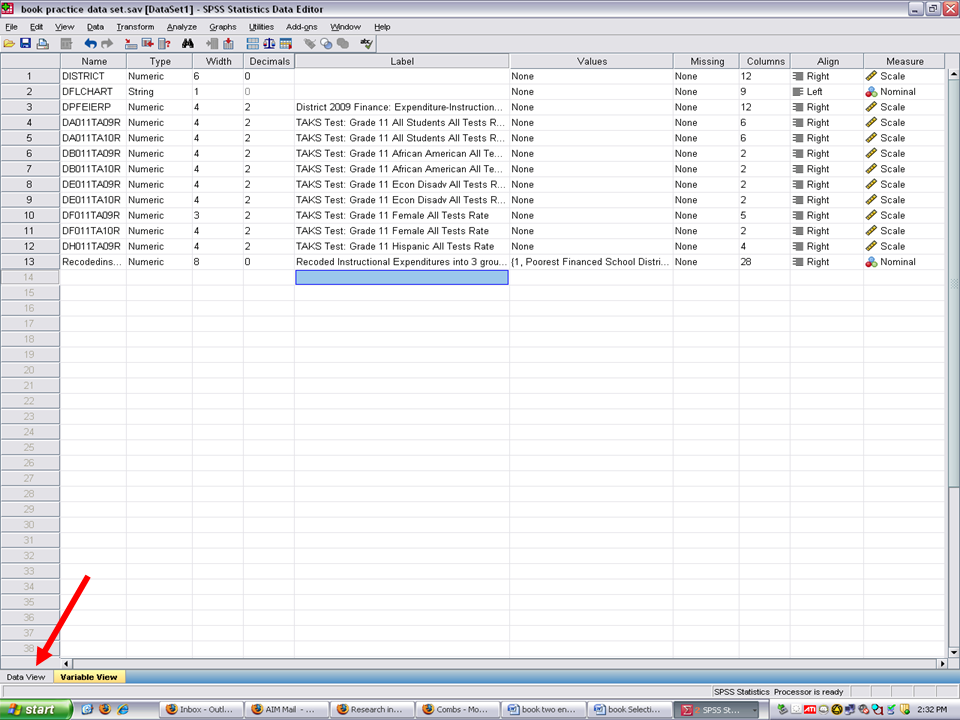 book practice data set.sav [DataSet1] - SPSS Statistics Data Editor
File Edit View Data Transform Analyze Graphs Utilities Add-ons Window Help
Name Type Width Decimals Label Values Missing Columns Align Measure
1 DISTRICT Numeric 6 0 None None 12 Right Scale
2 DFLCHART String 1 0 None None 9 Left Nominal
3 DPFEIERP Numeric 4 2 District 2009 Finance: Expenditure-Instruction... None None 12 Right Scale
4 DA011TA09R Numeric 4 2 TAKS Test: Grade 11 All Students All Tests R... None None 6 Right Scale
5 DA011TA10R Numeric 4 2 TAKS Test: Grade 11 All Students All Tests R... None None 6 Right Scale
6 DB011TA09R Numeric 4 2 TAKS Test: Grade 11 African American All Te... None None 2 Right Scale
7 DB011TA10R Numeric 4 2 TAKS Test: Grade 11 African American All Te... None None 2 Right Scale
8 DE011TA09R Numeric 4 2 TAKS Test: Grade 11 Econ Disadv All Tests R... None None 2 Right Scale
9 DE011TA10R Numeric 4 2 TAKS Test: Grade 11 Econ Disadv All Tests R... None None 2 Right Scale
10 DF011TA09R Numeric 3 2 TAKS Test: Grade 11 Female All Tests Rate None None 5 Right Scale
11 DF011TA10R Numeric 4 2 TAKS Test: Grade 11 Female All Tests Rate None None 2 Right Scale
12 DH011TA09R Numeric 4 2 TAKS Test: Grade 11 Hispanic All Tests Rate None None 4 Right Scale
13 Recodedins... Numeric 8 0 Recoded Instructional Expenditures into 3 grou... {1, Poorest Financed School Distri... None 28 Right Nominal
14
15
16
17
18
19
20
21
22
23
24
25
26
27
28
29
30
31
32
33
34
35
36
37
38
Data View Variable View
SPSS Statistics Processor is ready
start Inbox - Outl... AIM Mail - ... Research in... Combs - Mo... book two en... book Selecti... SPSS St... ATI 2:32 PM